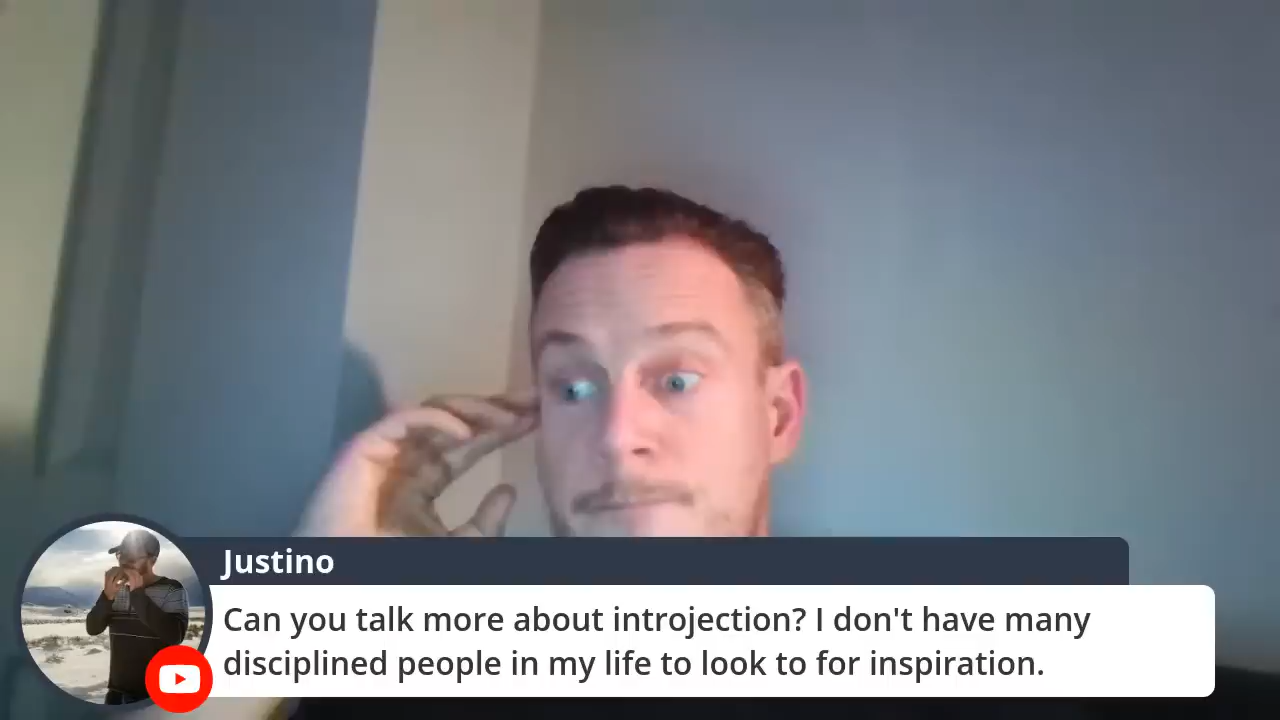 Justino
Can you talk more about introjection? I don't have many
disciplined people in my life to look to for inspiration.